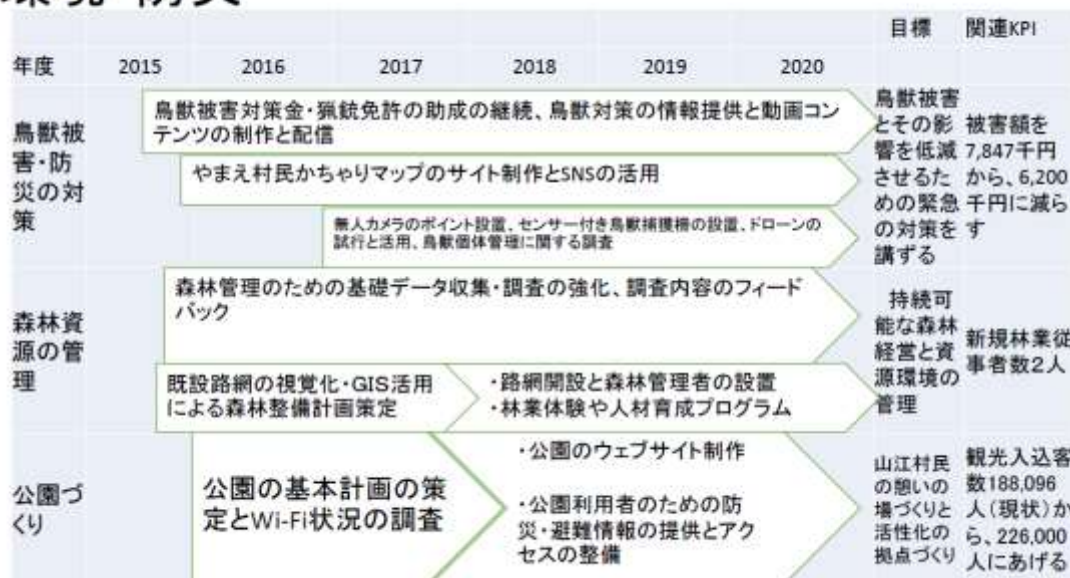 環境・防災
目標 関連KPI
年度 2015 2016 2017 2018 2019 2020
鳥獣被
害・防
災の対
策
鳥獣被害対策金・猟銃免許の助成の継続、鳥獣対策の情報提供と動画コン
テンツの制作と配信
やまえ村民かちゃりマップのサイト制作とSNSの活用
無人カメラのポイント設置、センサー付き鳥獣捕獲檻の設置、ドローンの
試行と活用、鳥獣個体管理に関する調査
鳥獣被害
とその影
響を低減
させるた
めの緊急
の対策を
講ずる
被害額を
7,847千円
から、6,200
千円に減ら
す
森林資
源の管
理
森林管理のための基礎データ収集・調査の強化、調査内容のフィード
バック
既設路網の視覚化・GIS活用
による森林整備計画策定
・路網開設と森林管理者の設置
・林業体験や人材育成プログラム
持続可
能な森林
経営と資
源環境の
管理
新規林業従
事者数2人
公園づ
くり
公園の基本計画の策
定とWi-Fi状況の調査
・公園のウェブサイト制作
・公園利用者のための防
災・避難情報の提供とアク
セスの整備
山江村民
の憩いの
場づくりと
活性化の
拠点づくり
観光入込客
数188,096
人(現状)か
ら、226,000
人にあげる